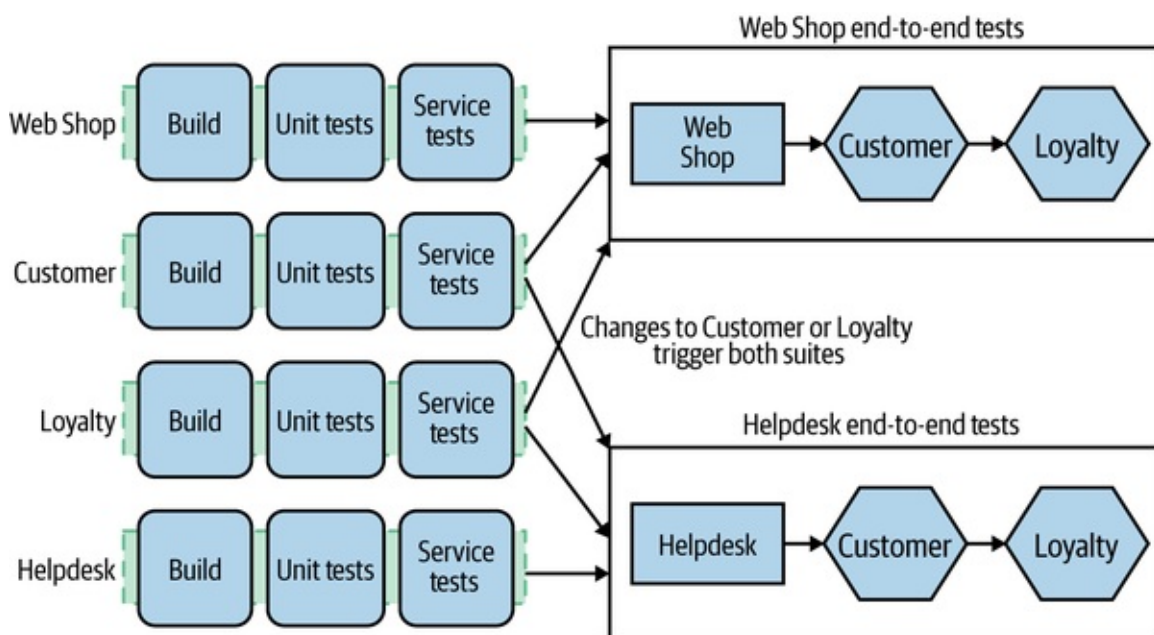 Web Shop end-to-end tests
Web Shop
Build
Unit tests
Service
tests
Web
Shop
Customer
Loyalty
Customer
Build
Unit tests
Service
tests
Changes to Customer or Loyalty
trigger both suites
Loyalty
Build
Unit tests
Service
tests
Helpdesk end-to-end tests
Helpdesk
Build
Unit tests
Service
tests
Helpdesk
Customer
Loyalty